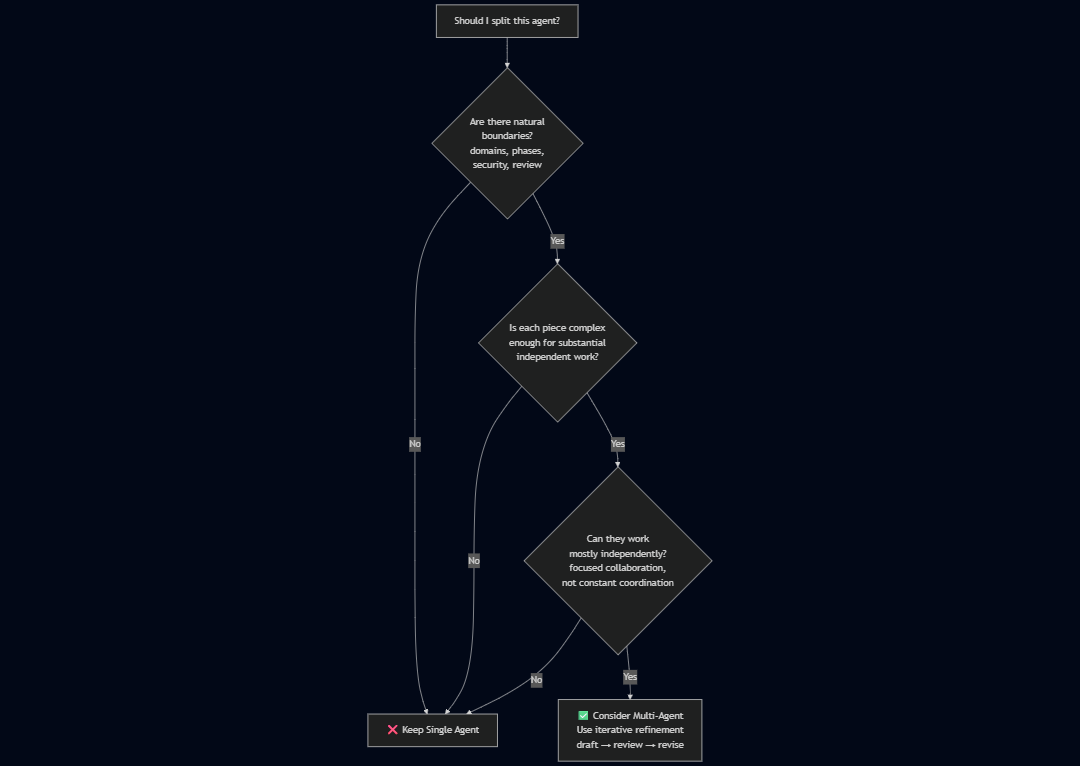 Should I split this agent?
Are there natural
boundaries?
domains, phases,
security, review
Yes
Is each piece complex
enough for substantial
independent work?
No
Yes
Can they work
mostly independently?
focused collaboration,
not constant coordination
No
No
Yes
❌ Keep Single Agent
✅ Consider Multi-Agent
Use iterative refinement
draft → review → revise